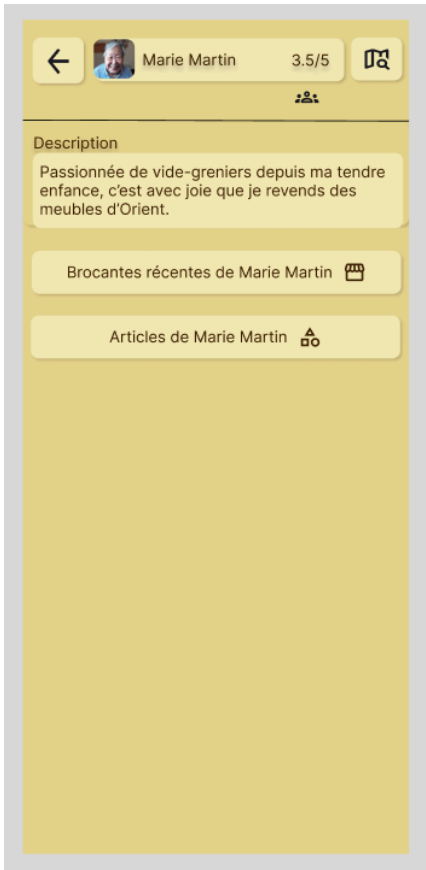 Marie Martin 3.5/5
Description
Passionnée de vide-greniers depuis ma tendre
enfance, c’est avec joie que je revends des
meubles d’Orient.
Brocantes récentes de Marie Martin
Articles de Marie Martin